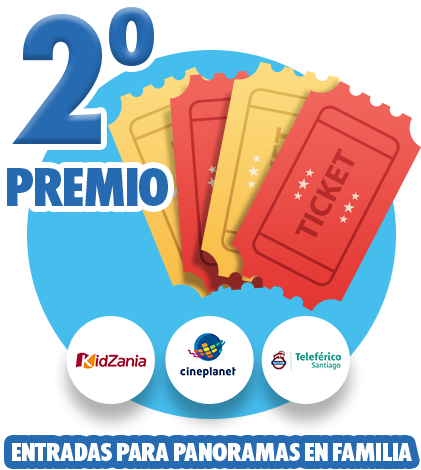 2º
PREMIO
TICKET
KidZania
cineplanet
Teleférico
Santiago
ENTRADAS PARA PANORAMAS EN FAMILIA